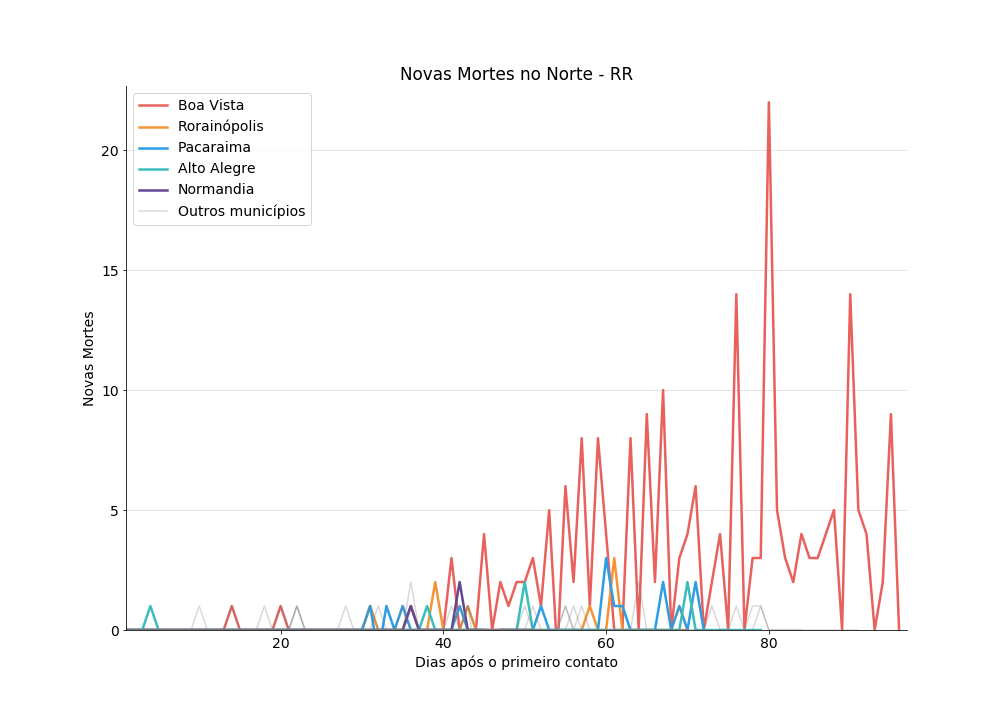 Novas Mortes no Norte - RR
Boa Vista
Rorainópolis
Pacaraima
Alto Alegre
Normandia
Outros municípios
Novas Mortes
20
15
10
5
0
20
40
60
80
Dias após o primeiro contato